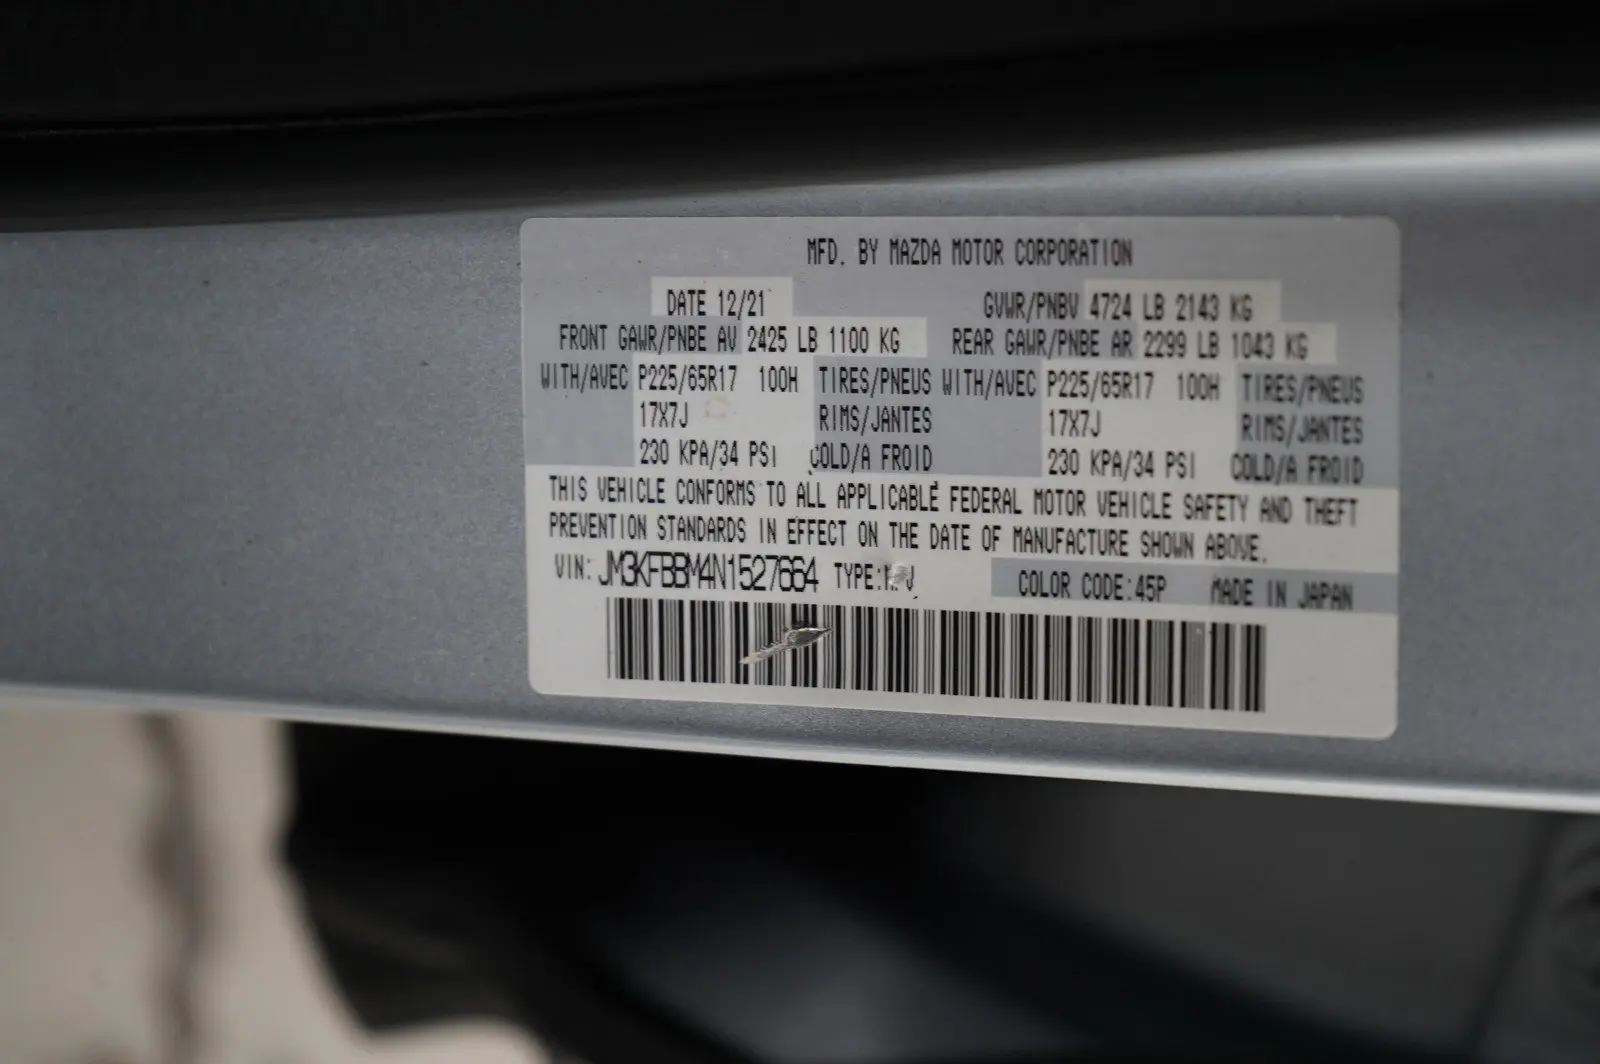 MFD. BY MAZDA MOTOR CORPORATION
DATE 12/21 GVWR/PNBV 4724 LB 2143 KG
FRONT GAWR/PNBE AV 2425 LB 1100 KG REAR GAWR/PNBE AR 2299 LB 1043 KG
WITH/AVEC P225/65R17 100H TIRES/PNEUS WITH/AVEC P225/65R17 100H TIRES/PNEUS
17X7J RIMS/JANTES 17X7J RIMS/JANTES
230 KPA/34 PSI COLD/A FROID 230 KPA/34 PSI COLD/A FROID
THIS VEHICLE CONFORMS TO ALL APPLICABLE FEDERAL MOTOR VEHICLE SAFETY AND THEFT
PREVENTION STANDARDS IN EFFECT ON THE DATE OF MANUFACTURE SHOWN ABOVE.
VIN: JM3KFBBM4N1527664 TYPE: COLOR CODE:45P MADE IN JAPAN